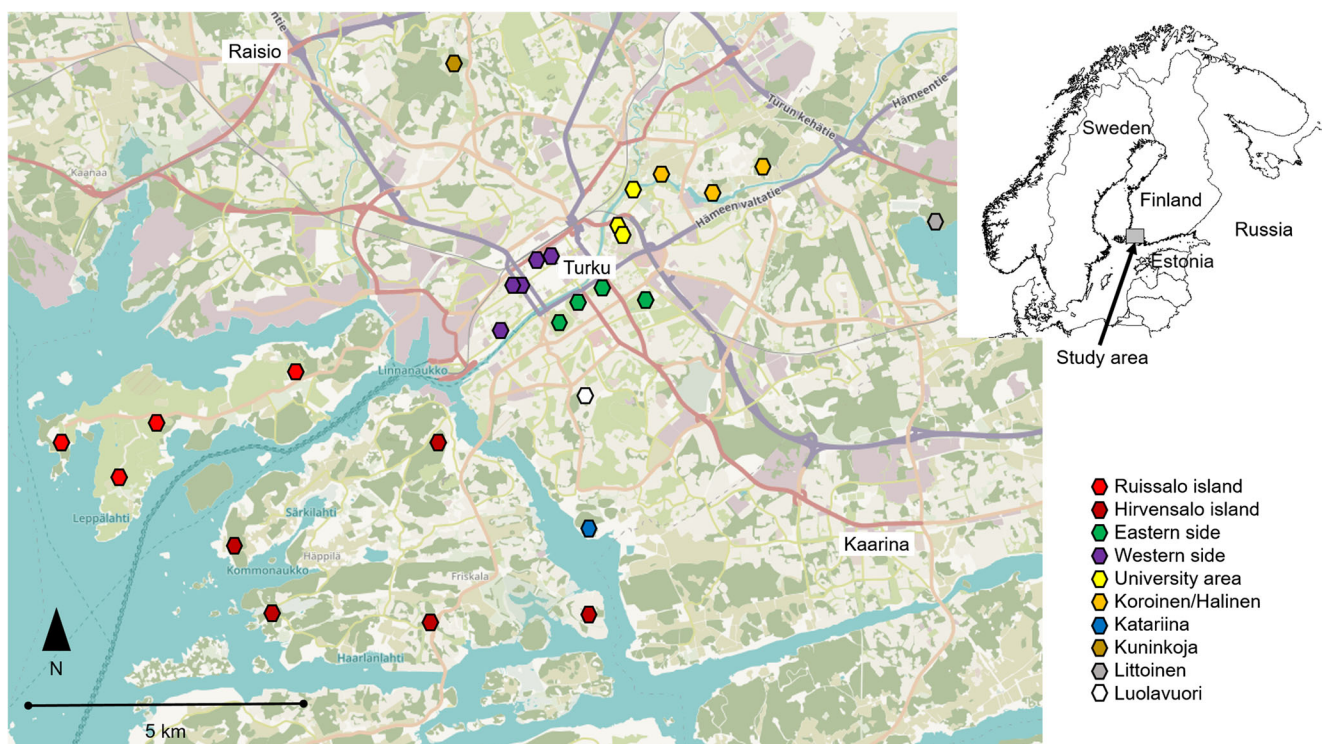 ntie
Raisio
Turun kehätie
Hämeentie
Kaanaa
Hämeen valtatie
Turku
Linnanaukko
Leppälahti
Särkilahti
Häppilä
Kommonaukko
Friskala
Haarlanlahti
Kaarina
N
5 km
Sweden
Finland
Russia
Estonia
Study area
Ruissalo island
Hirvensalo island
Eastern side
Western side
University area
Koroinen/Halinen
Katariina
Kuninkoja
Littoinen
Luolavuori